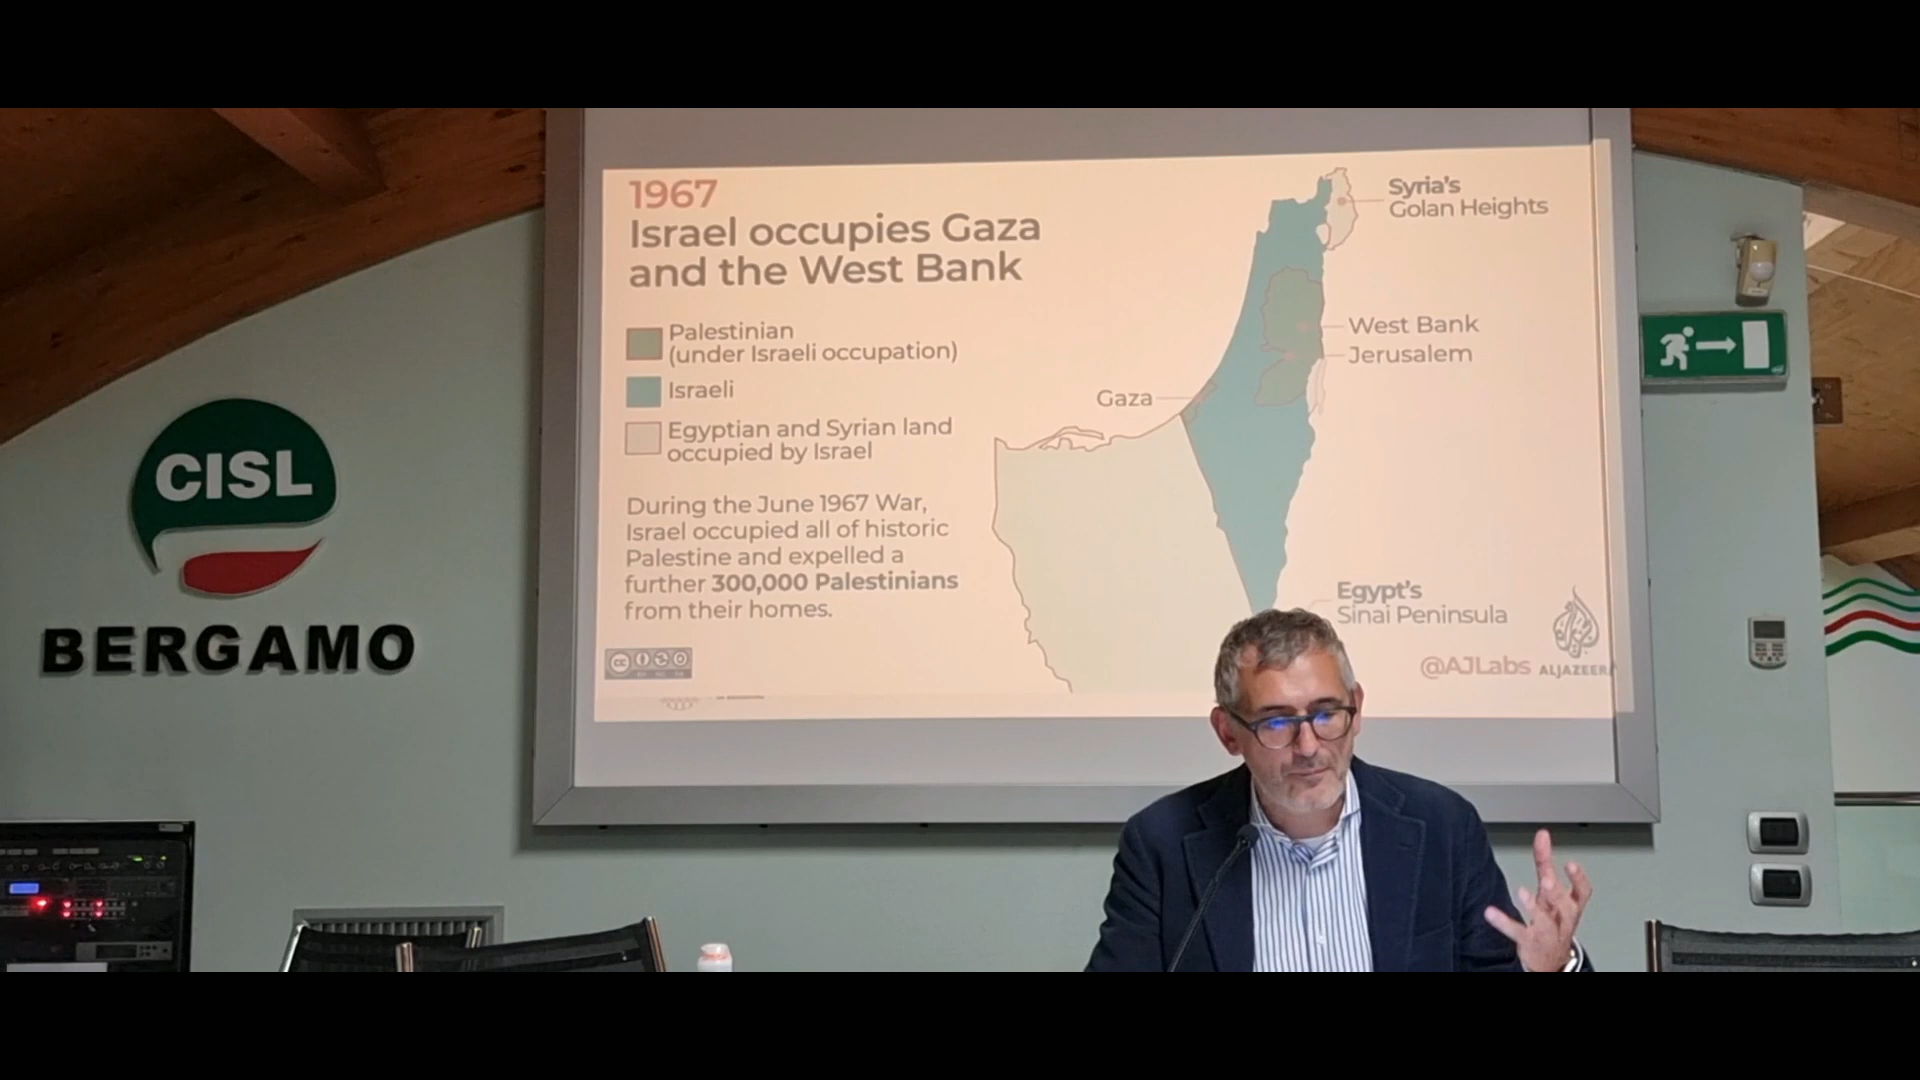 1967
Israel occupies Gaza
and the West Bank
Palestinian
(under Israeli occupation)
Israeli
Egyptian and Syrian land
occupied by Israel
During the June 1967 War,
Israel occupied all of historic
Palestine and expelled a
further 300,000 Palestinians
from their homes.
Syria's
Golan Heights
West Bank
Jerusalem
Gaza
Egypt's
Sinai Peninsula
@AJLabs
ALJAZEERA
cc
CISL
BERGAMO